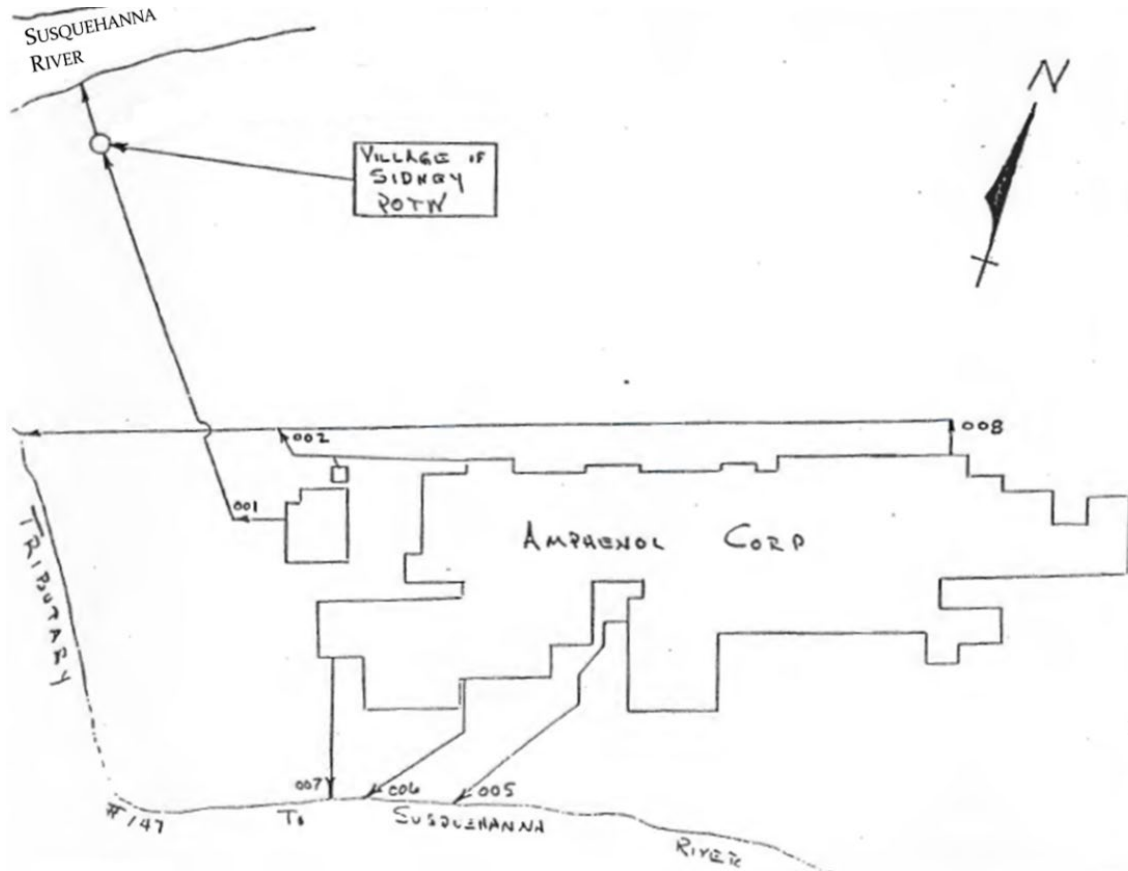 SUSQUEHANNA
RIVER
N
VILLAGE OF
SIDNEY
POTW
002
008
001
AMPHENOL CORP
TRIBUTARY
007
006
005
#147 To SUSQUEHANNA RIVER